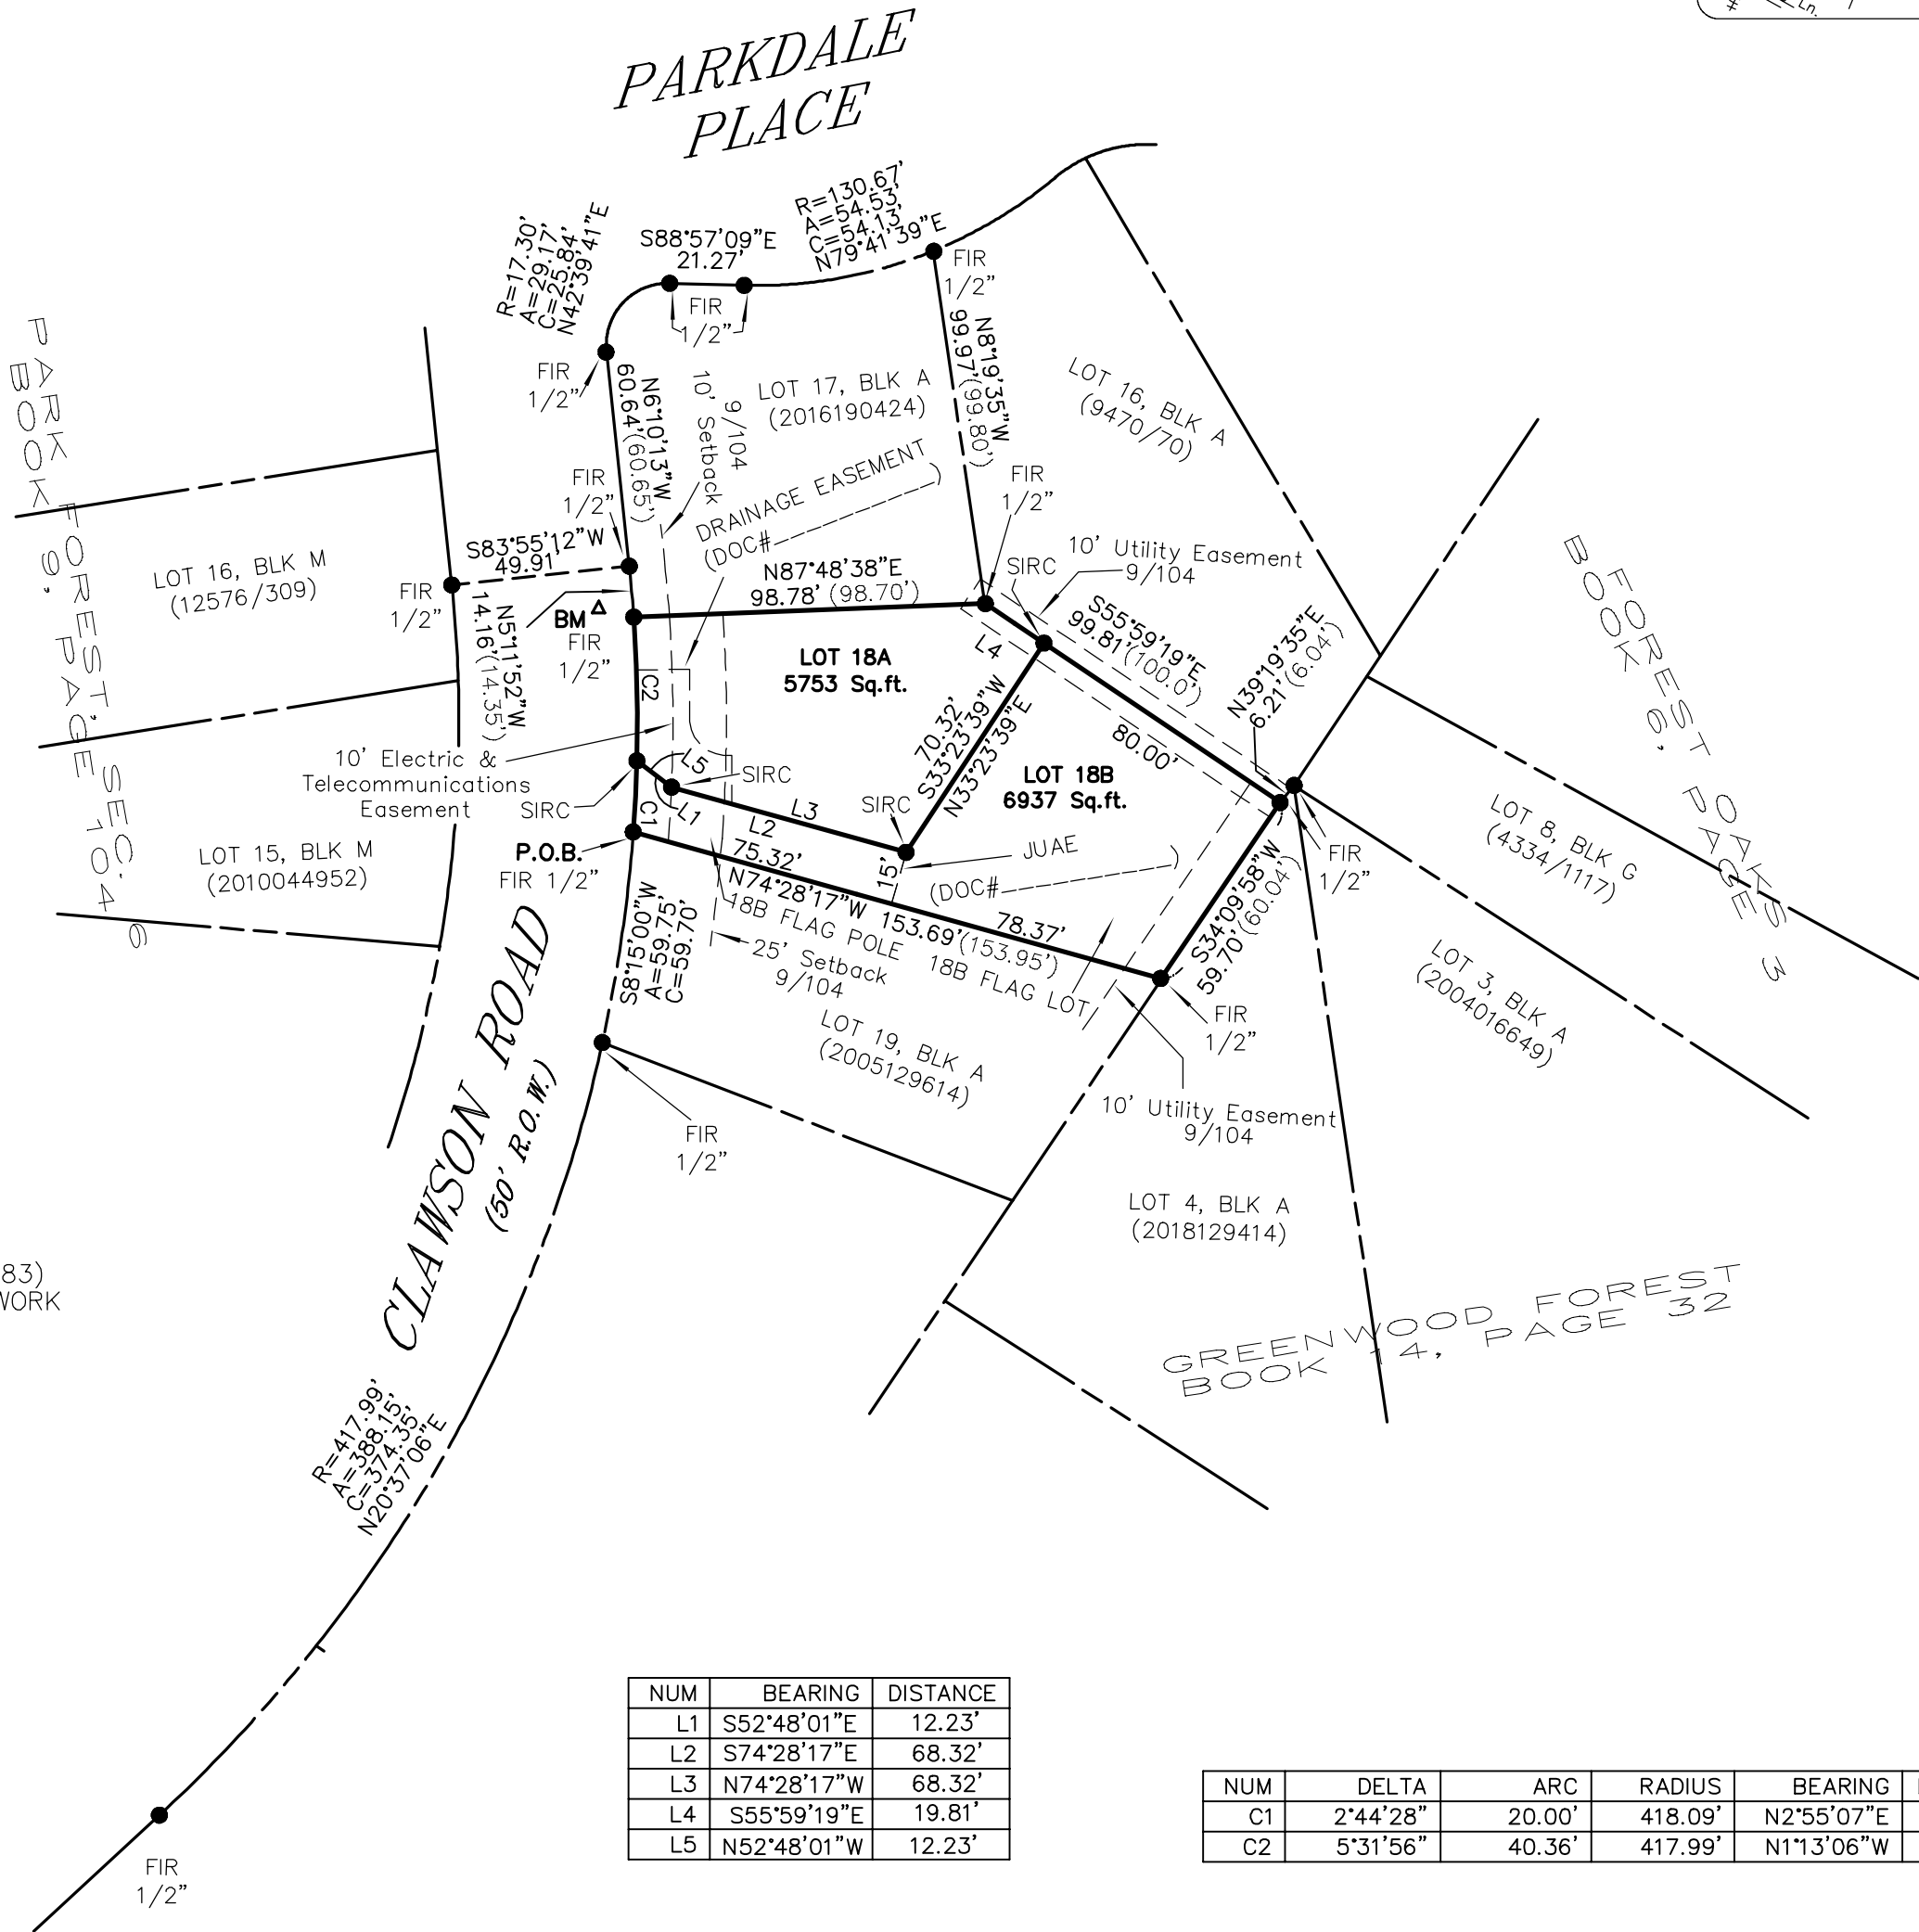 Ln.
PARKDALE
PLACE
R=17.30'
A=29.17'
C=25.84'
N42°39'41"E
S88°57'09"E
21.27'
R=130.67'
A=54.53'
C=54.13'
N79°41'39"E
FIR
1/2"
FIR
1/2"
FIR
1/2"
N6°10'13"W
60.64'(60.65')
10' Setback
9/104
LOT 17, BLK A
(2016190424)
N8°19'35"W
99.97'(99.80')
LOT 16, BLK A
(9470/70)
PARK FOREST, SEC. 6
BOOK 9, PAGE 104
FIR
1/2"
DRAINAGE EASEMENT
(DOC#__________)
FIR
1/2"
LOT 16, BLK M
(12576/309)
S83°55'12"W
49.91'
FIR
1/2"
N5°11'52"W
14.16'(14.35')
BM
FIR
1/2"
N87°48'38"E
98.78' (98.70')
SIRC
10' Utility Easement
9/104
FOREST OAKS 3
BOOK 6, PAGE
LOT 18A
5753 Sq.ft.
L4
S55°59'19"E
99.81'(100.0')
N39°19'35"E
6.21'(6.04')
80.00'
C2
70.32'
S33°23'39"W
N33°23'39"E
LOT 18B
6937 Sq.ft.
10' Electric &
Telecommunications
Easement
SIRC
L5
L1
SIRC
L3
L2
SIRC
C1
P.O.B.
FIR 1/2"
75.32'
15'
JUAE
(DOC#__________)
N74°28'17"W 153.69'(153.95')
78.37'
18B FLAG POLE
18B FLAG LOT
25' Setback
9/104
S34°09'58"W
59.70'(60.04')
FIR
1/2"
LOT 8, BLK G
(4334/1117)
LOT 15, BLK M
(2010044952)
S8°15'00"W
A=59.75'
C=59.70'
LOT 3, BLK A
(2004016649)
FIR
1/2"
LOT 19, BLK A
(2005129614)
10' Utility Easement
9/104
CLAWSON ROAD
(50' R.O.W.)
FIR
1/2"
LOT 4, BLK A
(2018129414)
83)
WORK
GREENWOOD FOREST
BOOK 14, PAGE 32
R=417.99'
A=388.15'
C=374.35'
N20°37'06"E
FIR
1/2"
NUM BEARING DISTANCE
L1 S52°48'01"E 12.23'
L2 S74°28'17"E 68.32'
L3 N74°28'17"W 68.32'
L4 S55°59'19"E 19.81'
L5 N52°48'01"W 12.23'
NUM DELTA ARC RADIUS BEARING
C1 2°44'28" 20.00' 418.09' N2°55'07"E
C2 5°31'56" 40.36' 417.99' N1°13'06"W